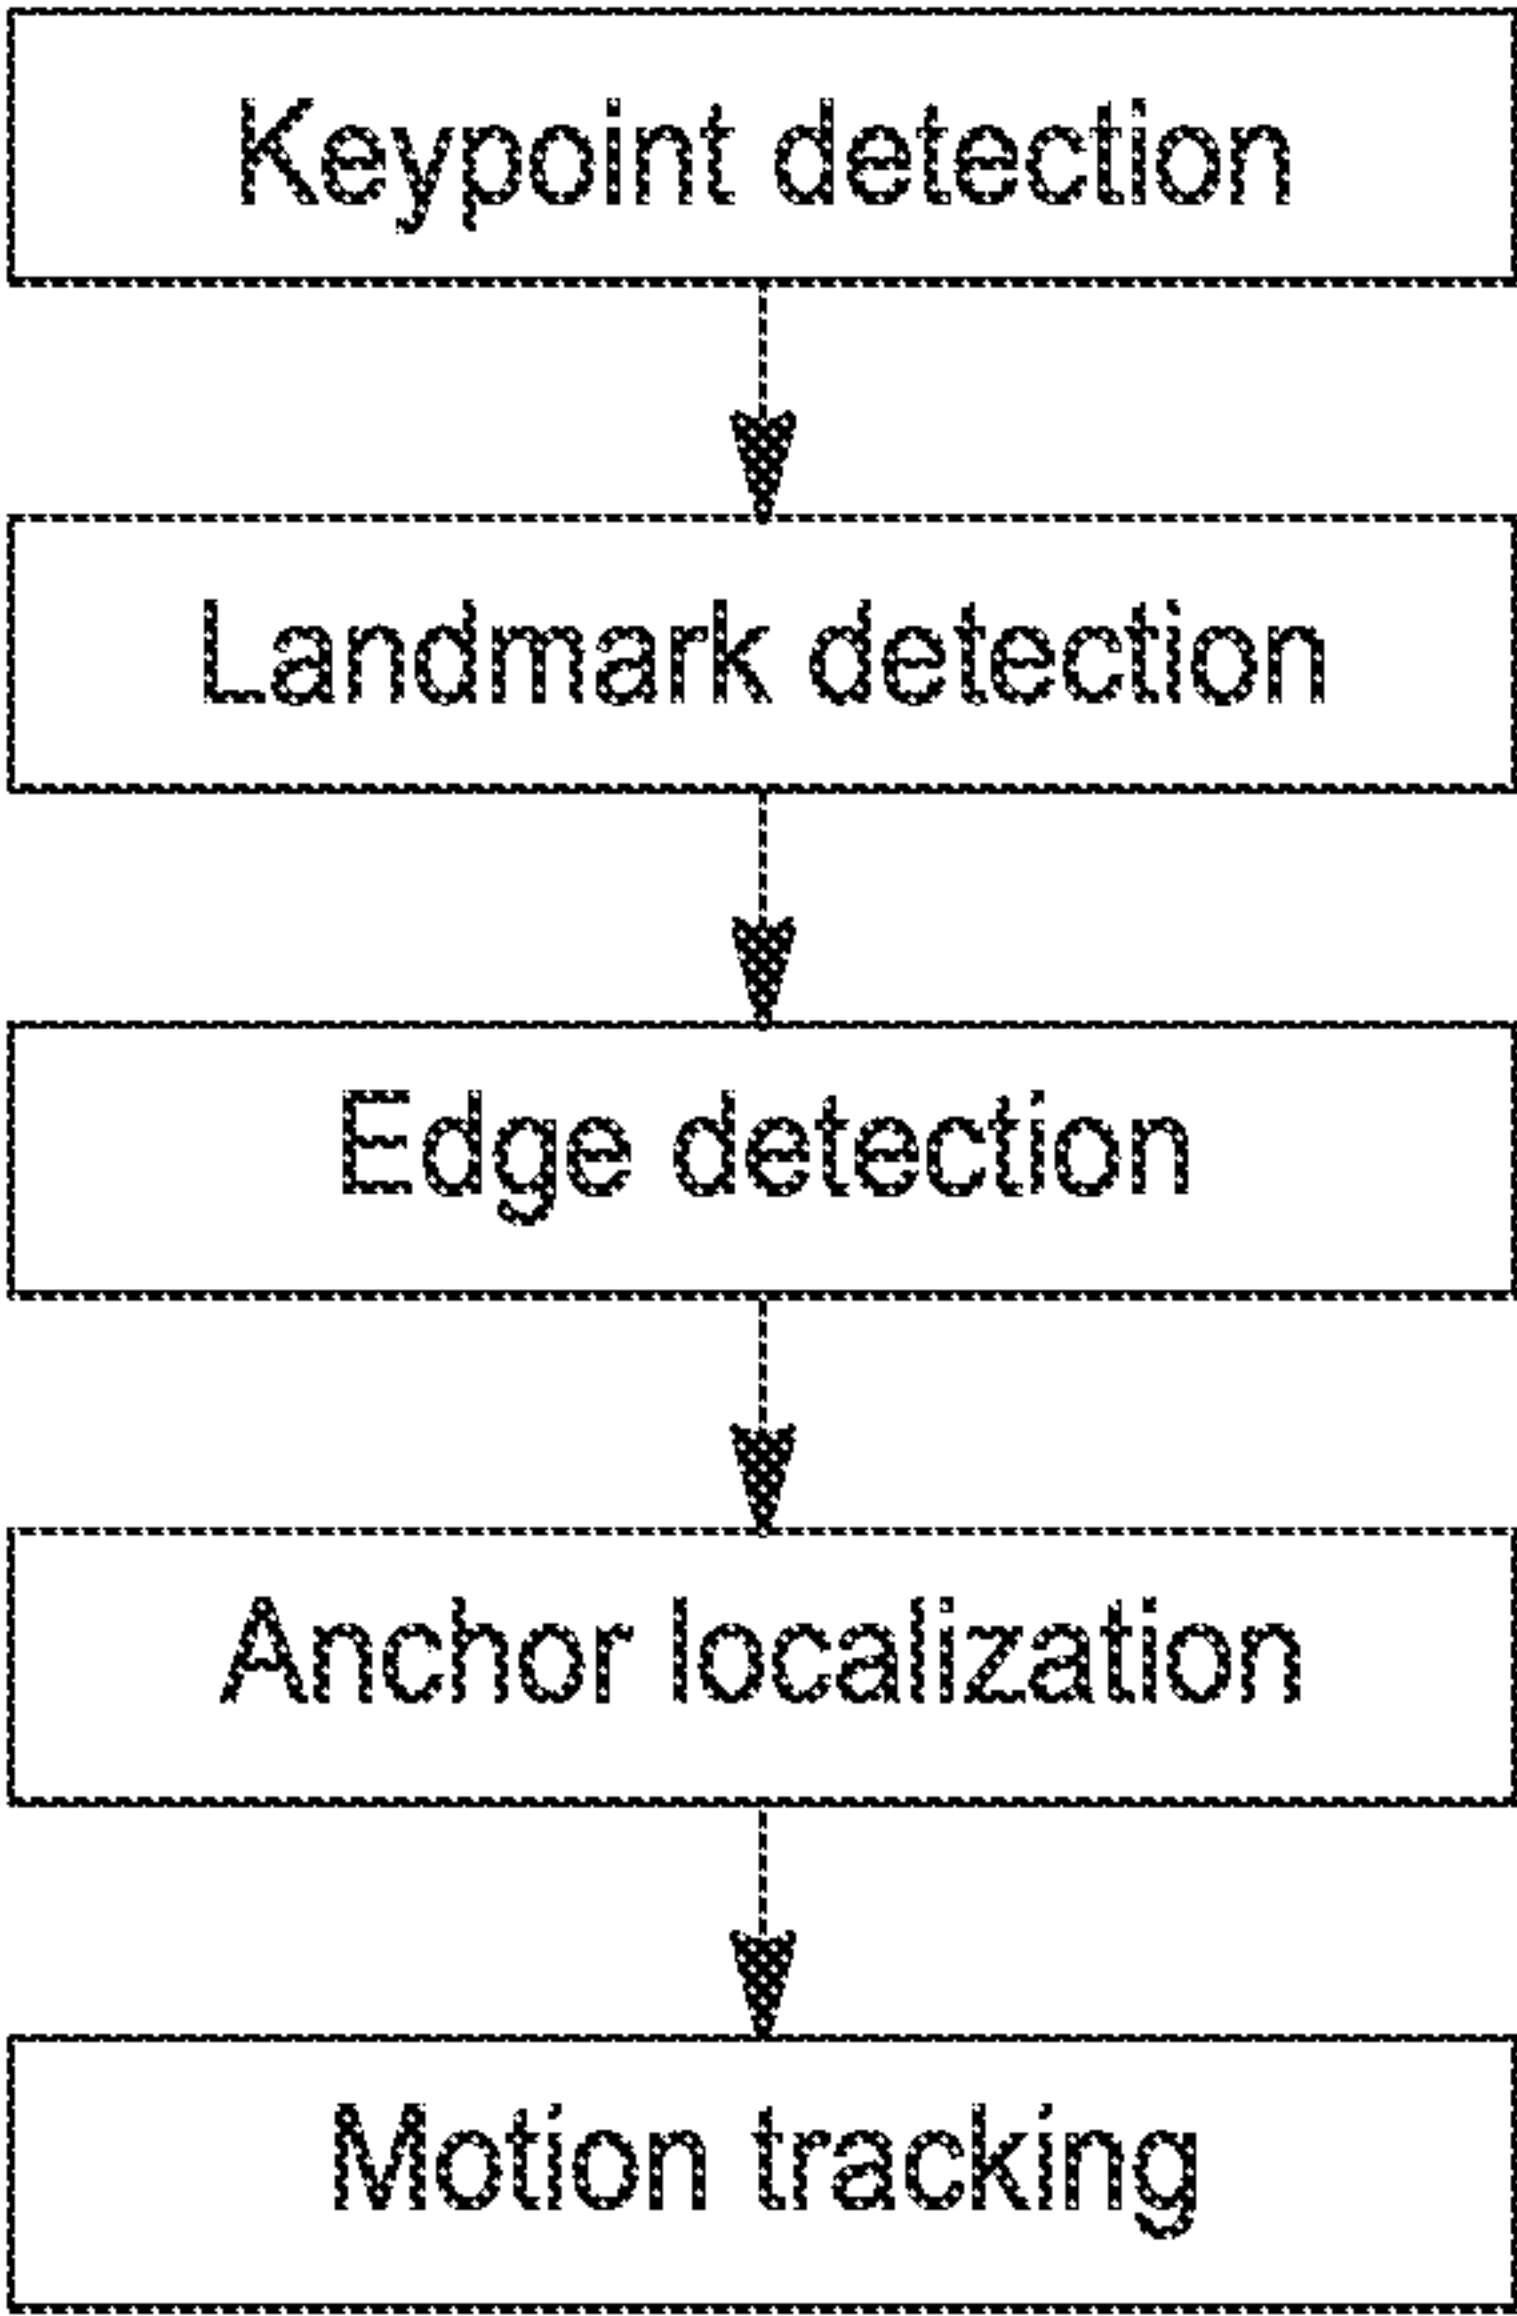 Keypoint detection
Landmark detection
Edge detection
Anchor localization
Motion tracking